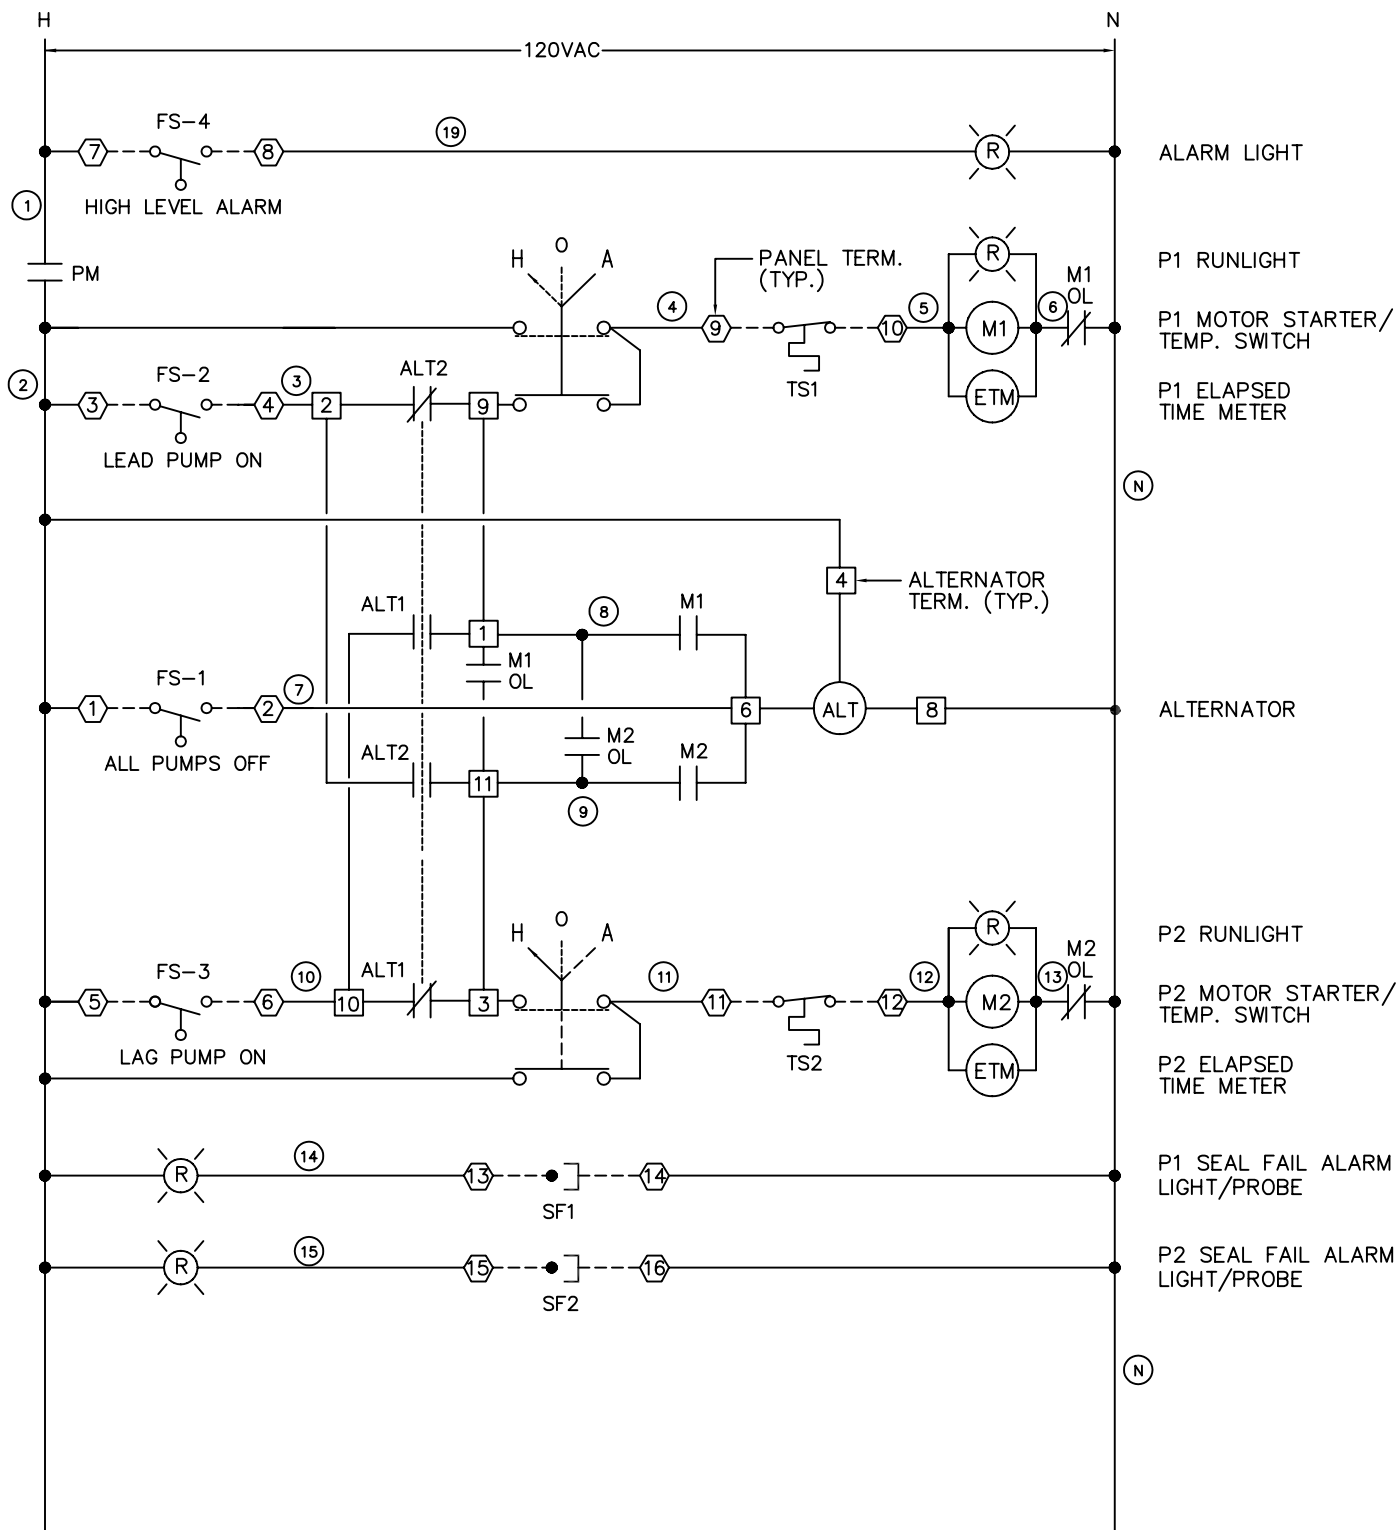 H
N
120VAC
FS-4
19
7
8
R
ALARM LIGHT
1
HIGH LEVEL ALARM
PM
H
O
A
PANEL TERM.
(TYP.)
R
P1 RUNLIGHT
M1
OL
4
9
5
10
M1
6
P1 MOTOR STARTER/
TEMP. SWITCH
TS1
2
FS-2
3
ALT2
3
4
2
9
ETM
P1 ELAPSED
TIME METER
LEAD PUMP ON
N
4
ALTERNATOR
TERM. (TYP.)
ALT1
1
8
M1
M1
OL
FS-1
7
1
2
6
ALT
8
ALTERNATOR
ALL PUMPS OFF
ALT2
M2
OL
M2
11
9
H
O
A
R
P2 RUNLIGHT
M2
OL
FS-3
10
ALT1
11
12
13
5
6
10
3
11
12
M2
P2 MOTOR STARTER/
TEMP. SWITCH
LAG PUMP ON
TS2
ETM
P2 ELAPSED
TIME METER
R
14
13
14
SF1
P1 SEAL FAIL ALARM
LIGHT/PROBE
R
15
15
16
SF2
P2 SEAL FAIL ALARM
LIGHT/PROBE
N